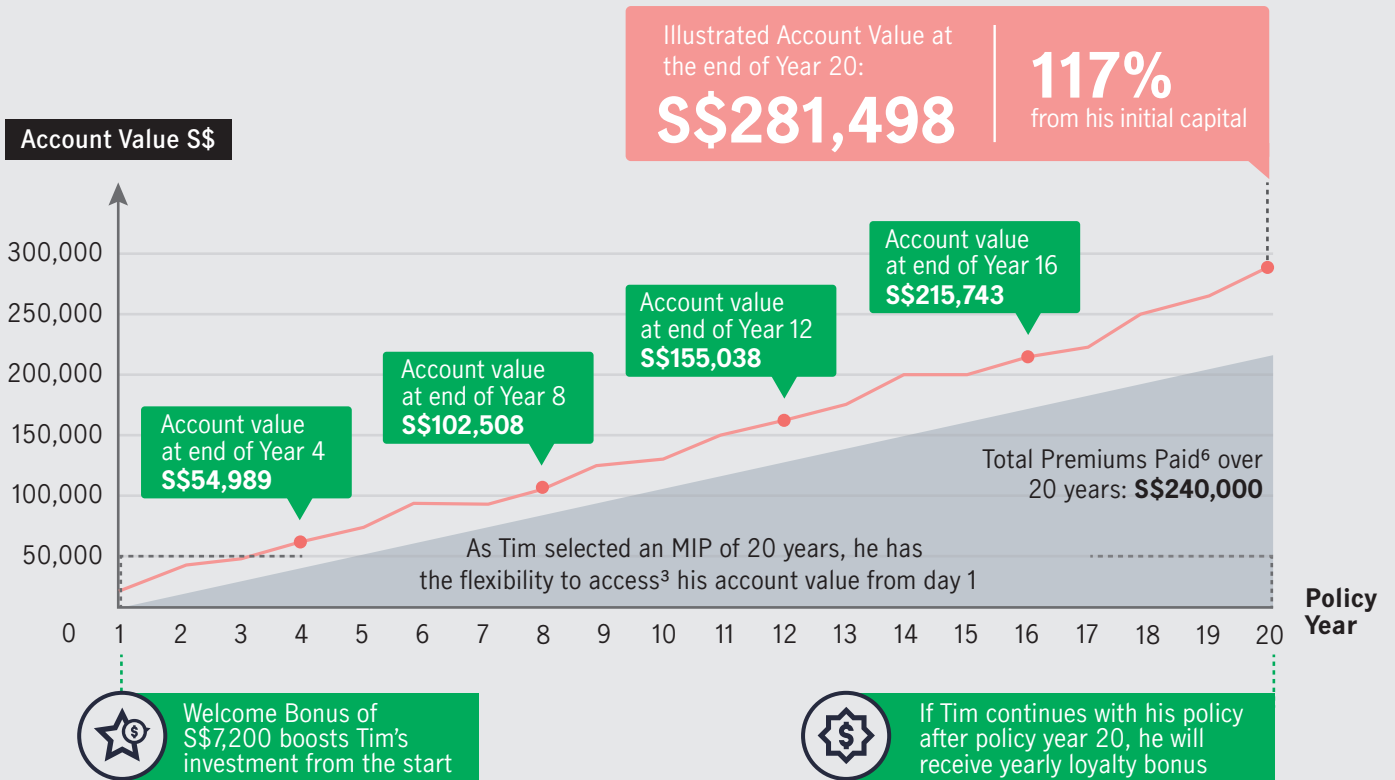 Illustrated Account Value at
the end of Year 20:
S$281,498
117%
from his initial capital
Account Value S$
300,000
250,000
200,000
150,000
100,000
50,000
0
Account value
at end of Year 4
S$54,989
Account value
at end of Year 8
S$102,508
Account value
at end of Year 12
S$155,038
Account value
at end of Year 16
S$215,743
Total Premiums Paid⁶ over
20 years: S$240,000
As Tim selected an MIP of 20 years, he has
the flexibility to access³ his account value from day 1
1 2 3 4 5 6 7 8 9 10 11 12 13 14 15 16 17 18 19 20
Policy
Year
$
Welcome Bonus of
S$7,200 boosts Tim's
investment from the start
$
If Tim continues with his policy
after policy year 20, he will
receive yearly loyalty bonus